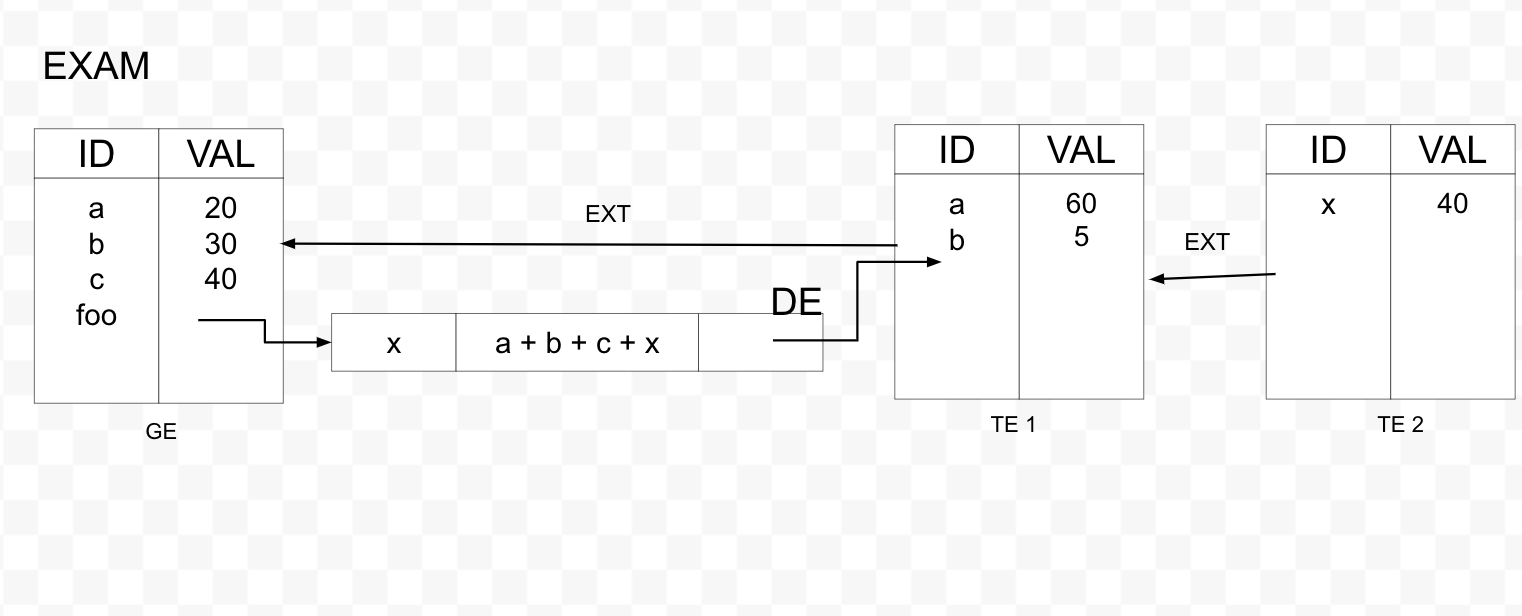 EXAM
ID VAL
a 20
b 30
c 40
foo
GE
EXT
x a + b + c + x
DE
ID VAL
a 60
b 5
TE 1
EXT
ID VAL
x 40
TE 2